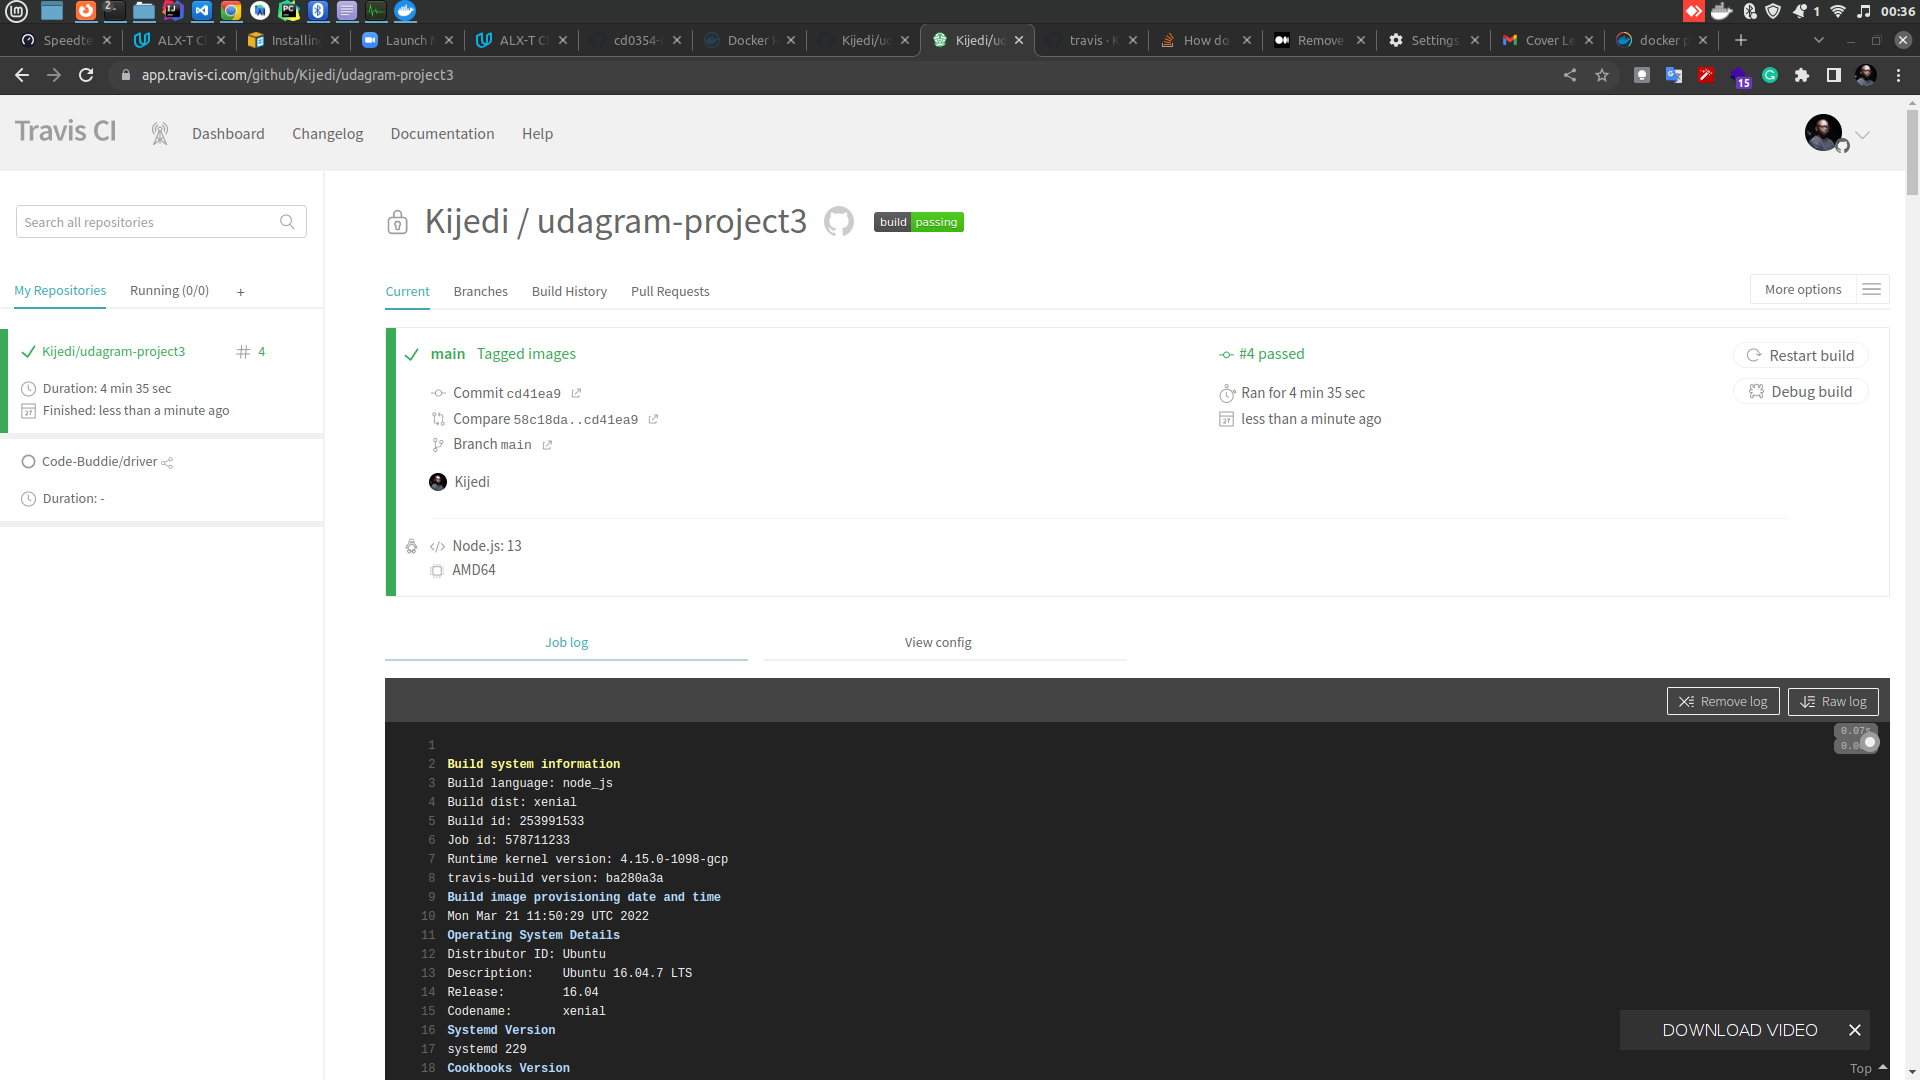 00:36
1
Speedte
ALX-T Cl
Installin
Launch
ALX-T Cl
cd0354-
Docker
Kijedi/uc
Kijedi/ud
travis · K
How do
Remove
Settings
Cover Le
docker p
app.travis-ci.com/github/Kijedi/udagram-project3
15
Travis CI
Dashboard
Changelog
Documentation
Help
Search all repositories
My Repositories
Running (0/0)
+
Kijedi/udagram-project3
# 4
Duration: 4 min 35 sec
Finished: less than a minute ago
Code-Buddie/driver
Duration: -
Kijedi / udagram-project3
build passing
Current
Branches
Build History
Pull Requests
More options
main Tagged images
#4 passed
Restart build
Commit cd41ea9
Ran for 4 min 35 sec
Debug build
Compare 58c18da..cd41ea9
less than a minute ago
Branch main
Kijedi
Node.js: 13
AMD64
Job log
View config
Remove log
Raw log
0.07s
1
2 Build system information
3 Build language: node_js
4 Build dist: xenial
5 Build id: 253991533
6 Job id: 578711233
7 Runtime kernel version: 4.15.0-1098-gcp
8 travis-build version: ba280a3a
9 Build image provisioning date and time
10 Mon Mar 21 11:50:29 UTC 2022
11 Operating System Details
12 Distributor ID: Ubuntu
13 Description: Ubuntu 16.04.7 LTS
14 Release: 16.04
15 Codename: xenial
16 Systemd Version
17 systemd 229
18 Cookbooks Version
DOWNLOAD VIDEO
Top